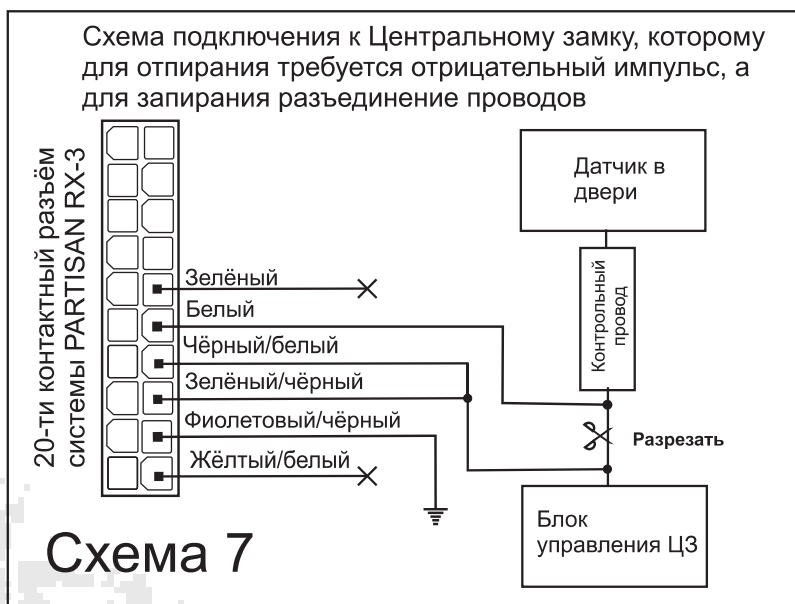 Схема подключения к Центральному замку, которому
для отпирания требуется отрицательный импульс, а
для запирания разъединение проводов
20-ти контактный разъём
системы PARTISAN RX-3
Зелёный
Белый
Чёрный/белый
Зелёный/чёрный
Фиолетовый/чёрный
Жёлтый/белый
Датчик в
двери
Контрольный
провод
Разрезать
Блок
управления ЦЗ
Схема 7